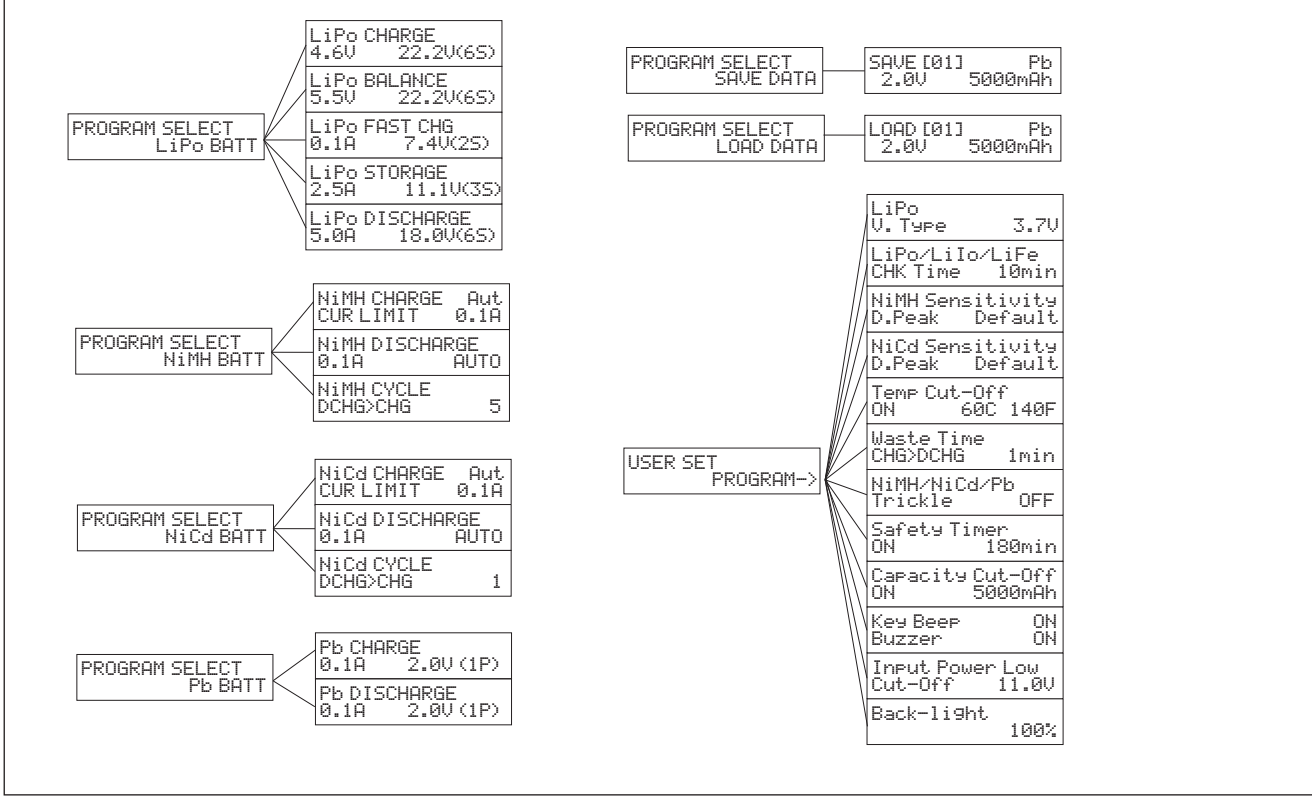 PROGRAM SELECT
LiPo BATT
LiPo CHARGE
4.6V 22.2V(6S)
LiPo BALANCE
5.5V 22.2V(6S)
LiPo FAST CHG
0.1A 7.4V(2S)
LiPo STORAGE
2.5A 11.1V(3S)
LiPo DISCHARGE
5.0A 18.0V(6S)
PROGRAM SELECT
NiMH BATT
NiMH CHARGE Aut
CUR LIMIT 0.1A
NiMH DISCHARGE
0.1A AUTO
NiMH CYCLE
DCHG>CHG 5
PROGRAM SELECT
NiCd BATT
NiCd CHARGE Aut
CUR LIMIT 0.1A
NiCd DISCHARGE
0.1A AUTO
NiCd CYCLE
DCHG>CHG 1
PROGRAM SELECT
Pb BATT
Pb CHARGE
0.1A 2.0V (1P)
Pb DISCHARGE
0.1A 2.0V (1P)
PROGRAM SELECT
SAVE DATA
SAVE [01] Pb
2.0V 5000mAh
PROGRAM SELECT
LOAD DATA
LOAD [01] Pb
2.0V 5000mAh
USER SET
PROGRAM->
LiPo
V. Type 3.7V
LiPo/LiIo/LiFe
CHK Time 10min
NiMH Sensitivity
D.Peak Default
NiCd Sensitivity
D.Peak Default
Temp Cut-Off
ON 60C 140F
Waste Time
CHG>DCHG 1min
NiMH/NiCd/Pb
Trickle OFF
Safety Timer
ON 180min
Capacity Cut-Off
ON 5000mAh
Key Beep ON
Buzzer ON
Input Power Low
Cut-Off 11.0V
Back-light
100%